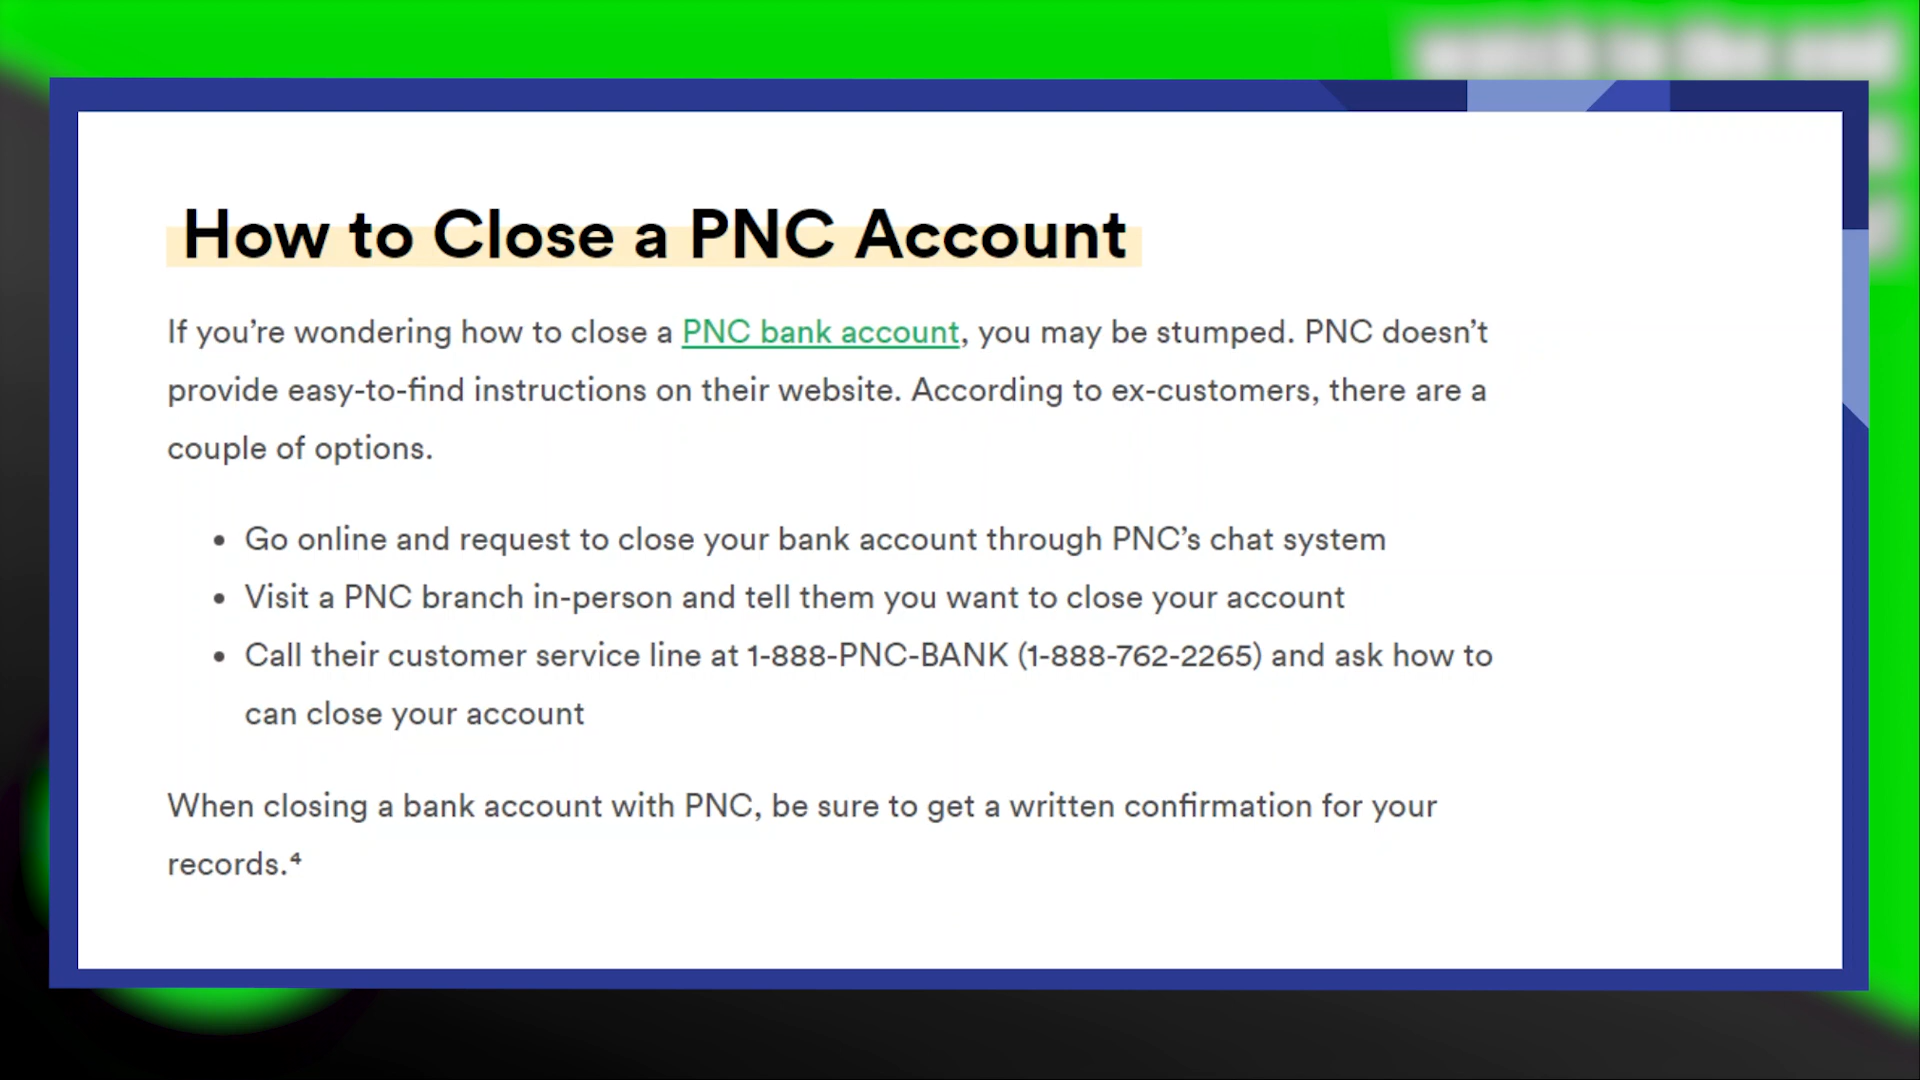 How to Close a PNC Account
If you're wondering how to close a PNC bank account, you may be stumped. PNC doesn't
provide easy-to-find instructions on their website. According to ex-customers, there are a
couple of options.
• Go online and request to close your bank account through PNC's chat system
• Visit a PNC branch in-person and tell them you want to close your account
• Call their customer service line at 1-888-PNC-BANK (1-888-762-2265) and ask how to
can close your account
When closing a bank account with PNC, be sure to get a written confirmation for your
records.⁴